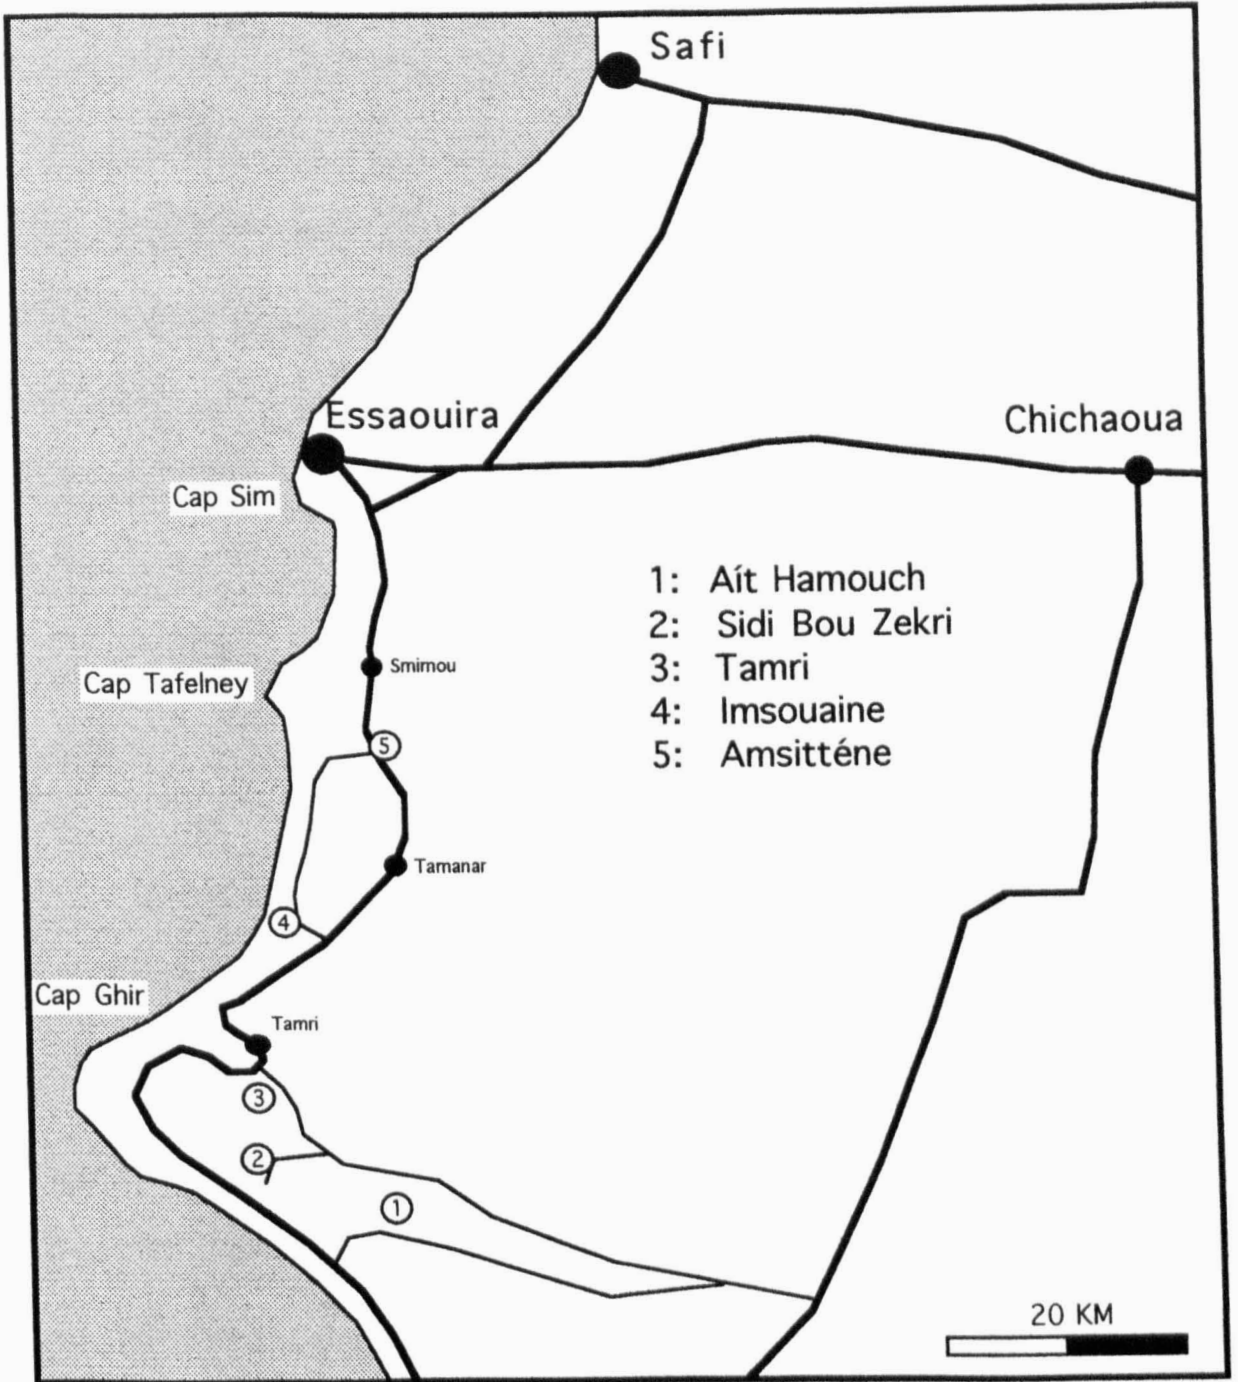 Safi
Essaouira
Chichaoua
Cap Sim
1: Aít Hamouch
2: Sidi Bou Zekri
3: Tamri
4: Imsouaine
5: Amsitténe
Smimou
Cap Tafelney
5
Tamanar
4
Cap Ghir
Tamri
3
2
1
20 KM